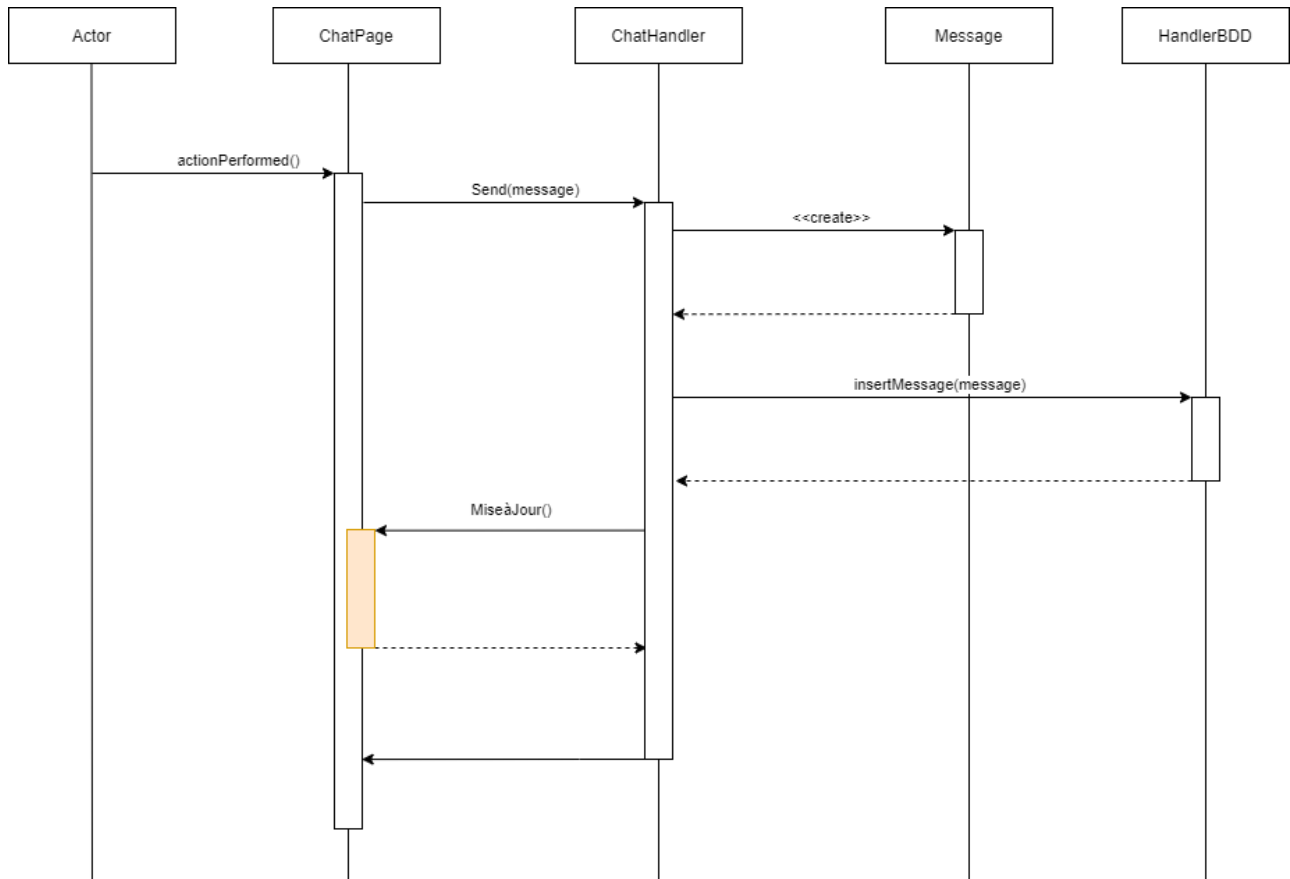 Actor
ChatPage
ChatHandler
Message
HandlerBDD
actionPerformed()
Send(message)
<<create>>
insertMessage(message)
MiseàJour()